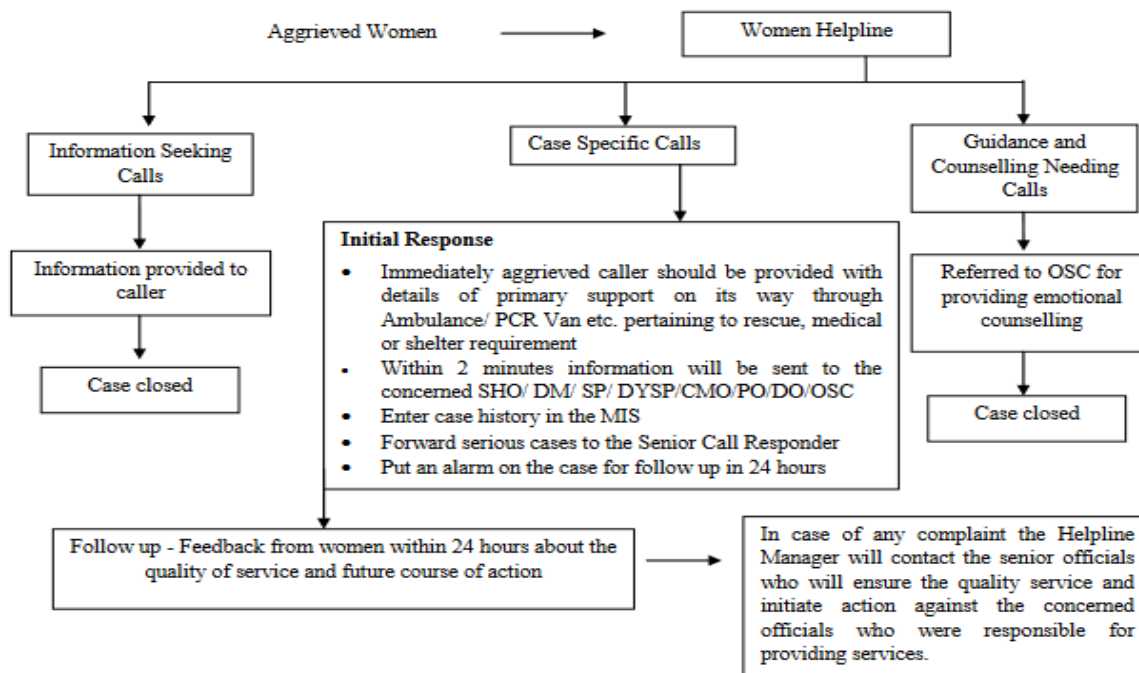 Aggrieved Women
Women Helpline
Information Seeking
Calls
Case Specific Calls
Guidance and
Counselling Needing
Calls
Information provided to
caller
Case closed
Initial Response
• Immediately aggrieved caller should be provided with
details of primary support on its way through
Ambulance/ PCR Van etc. pertaining to rescue, medical
or shelter requirement
• Within 2 minutes information will be sent to the
concerned SHO/ DM/ SP/ DYSP/CMO/PO/DO/OSC
• Enter case history in the MIS
• Forward serious cases to the Senior Call Responder
• Put an alarm on the case for follow up in 24 hours
Referred to OSC for
providing emotional
counselling
Case closed
Follow up - Feedback from women within 24 hours about the
quality of service and future course of action
In case of any complaint the Helpline
Manager will contact the senior officials
who will ensure the quality service and
initiate action against the concerned
officials who were responsible for
providing services.